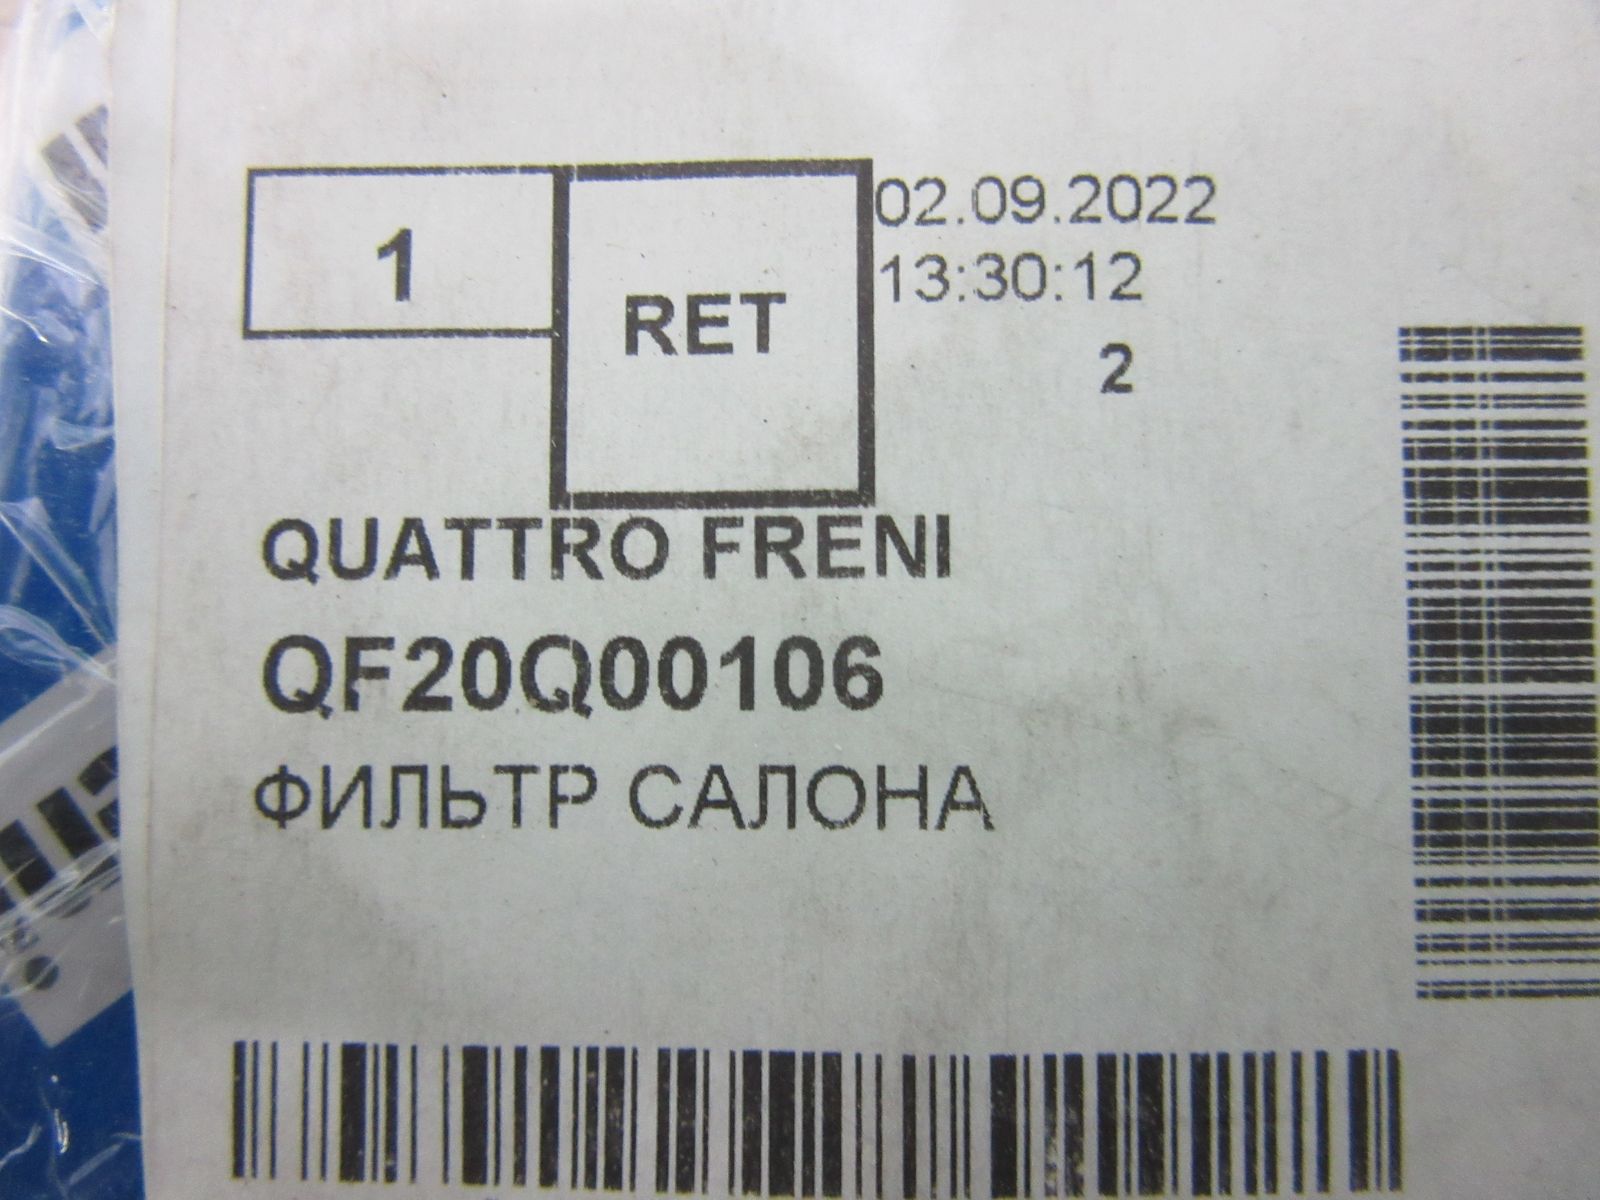 1
RET
02.09.2022
13:30:12
2
QUATTRO FRENI
QF20Q00106
ФИЛЬТР САЛОНА